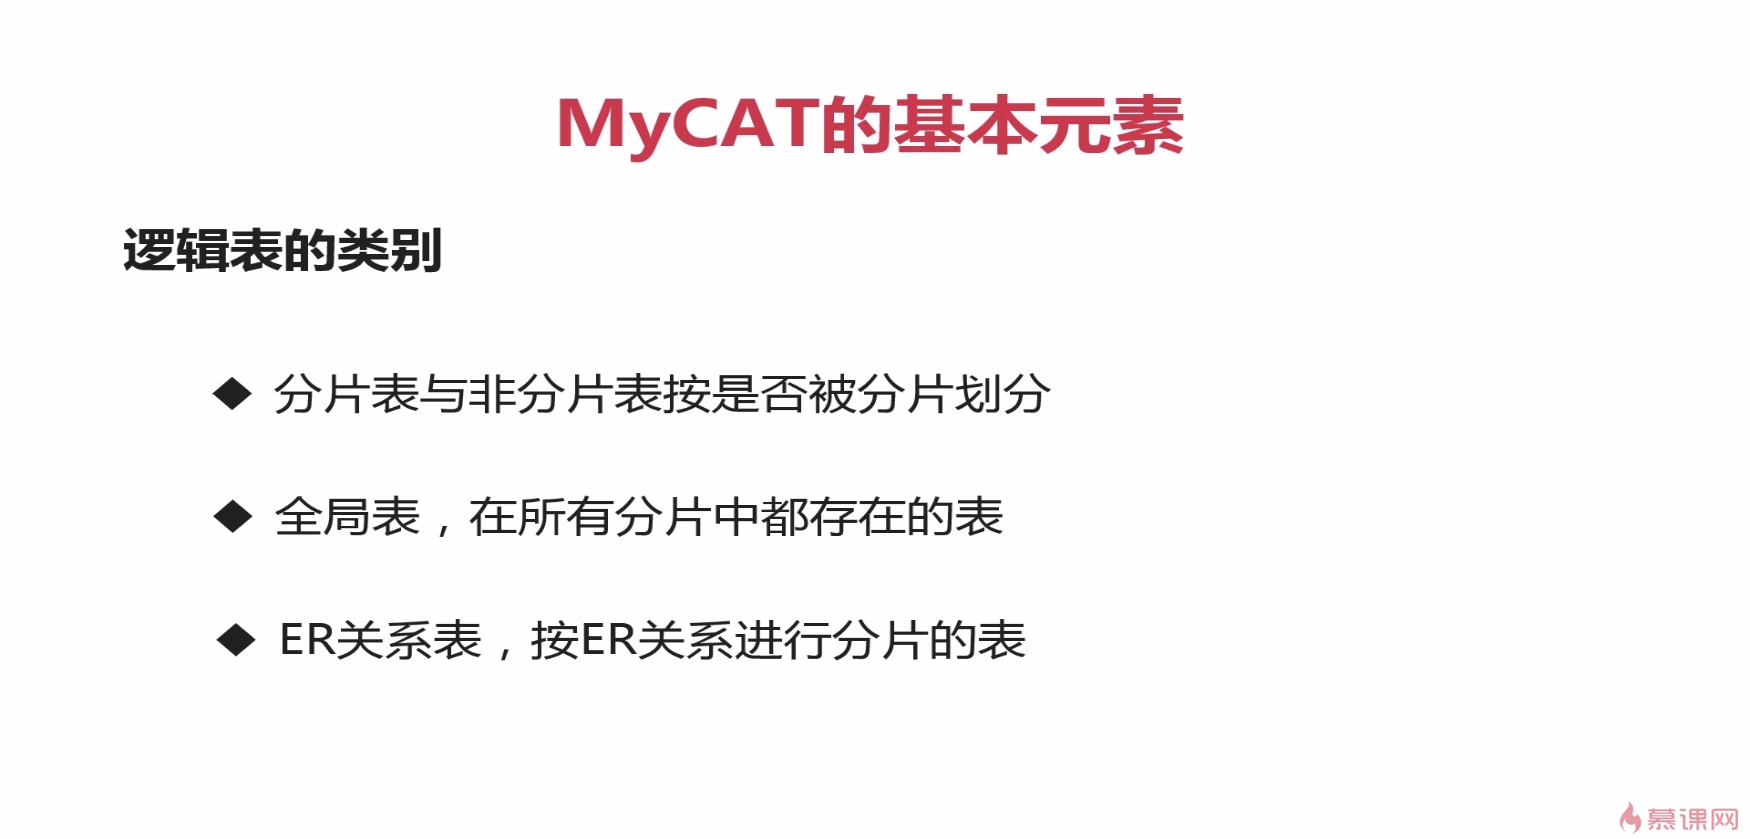 MyCAT的基本元素
逻辑表的类别
◆ 分片表与非分片表按是否被分片划分
◆ 全局表，在所有分片中都存在的表
◆ ER关系表，按ER关系进行分片的表
慕课网